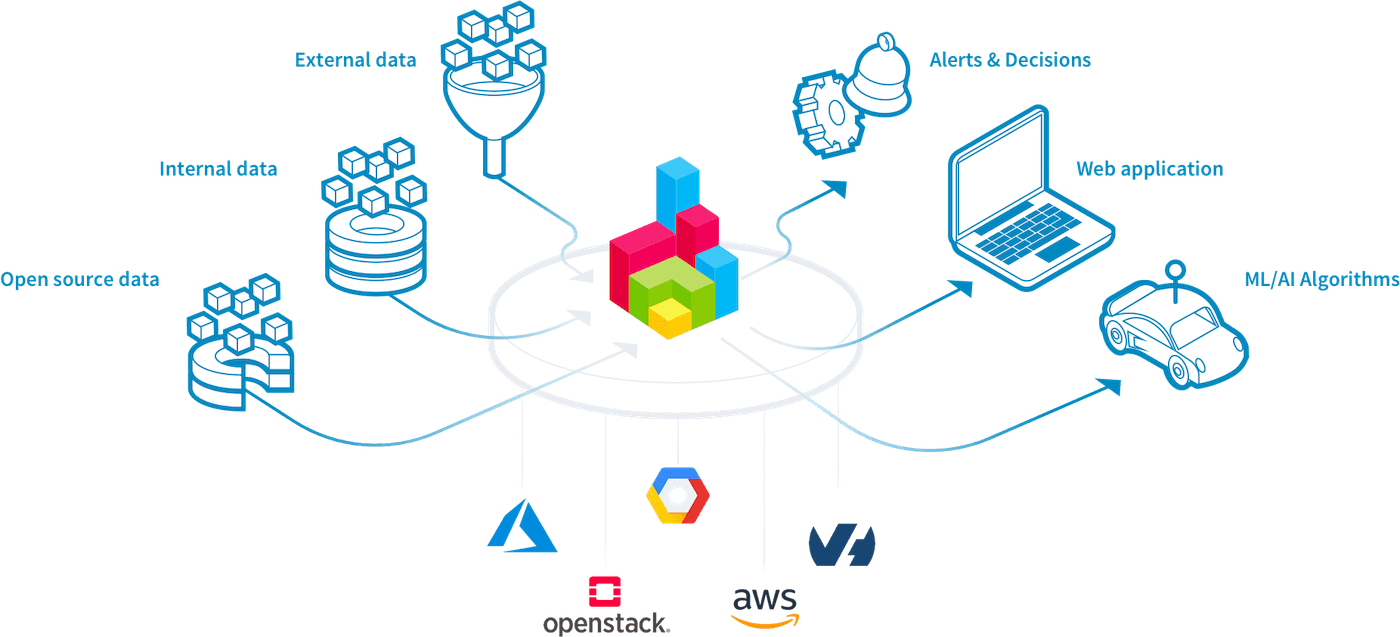 External data
Alerts & Decisions
Internal data
Web application
Open source data
ML/AI Algorithms
openstack.
aws